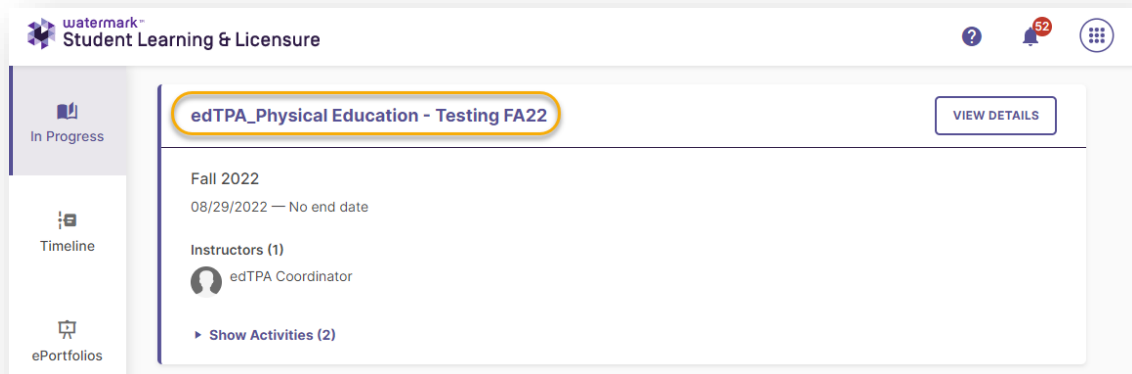 watermark™
Student Learning & Licensure
?
52
In Progress
Timeline
ePortfolios
edTPA_Physical Education - Testing FA22
VIEW DETAILS
Fall 2022
08/29/2022 — No end date
Instructors (1)
edTPA Coordinator
Show Activities (2)